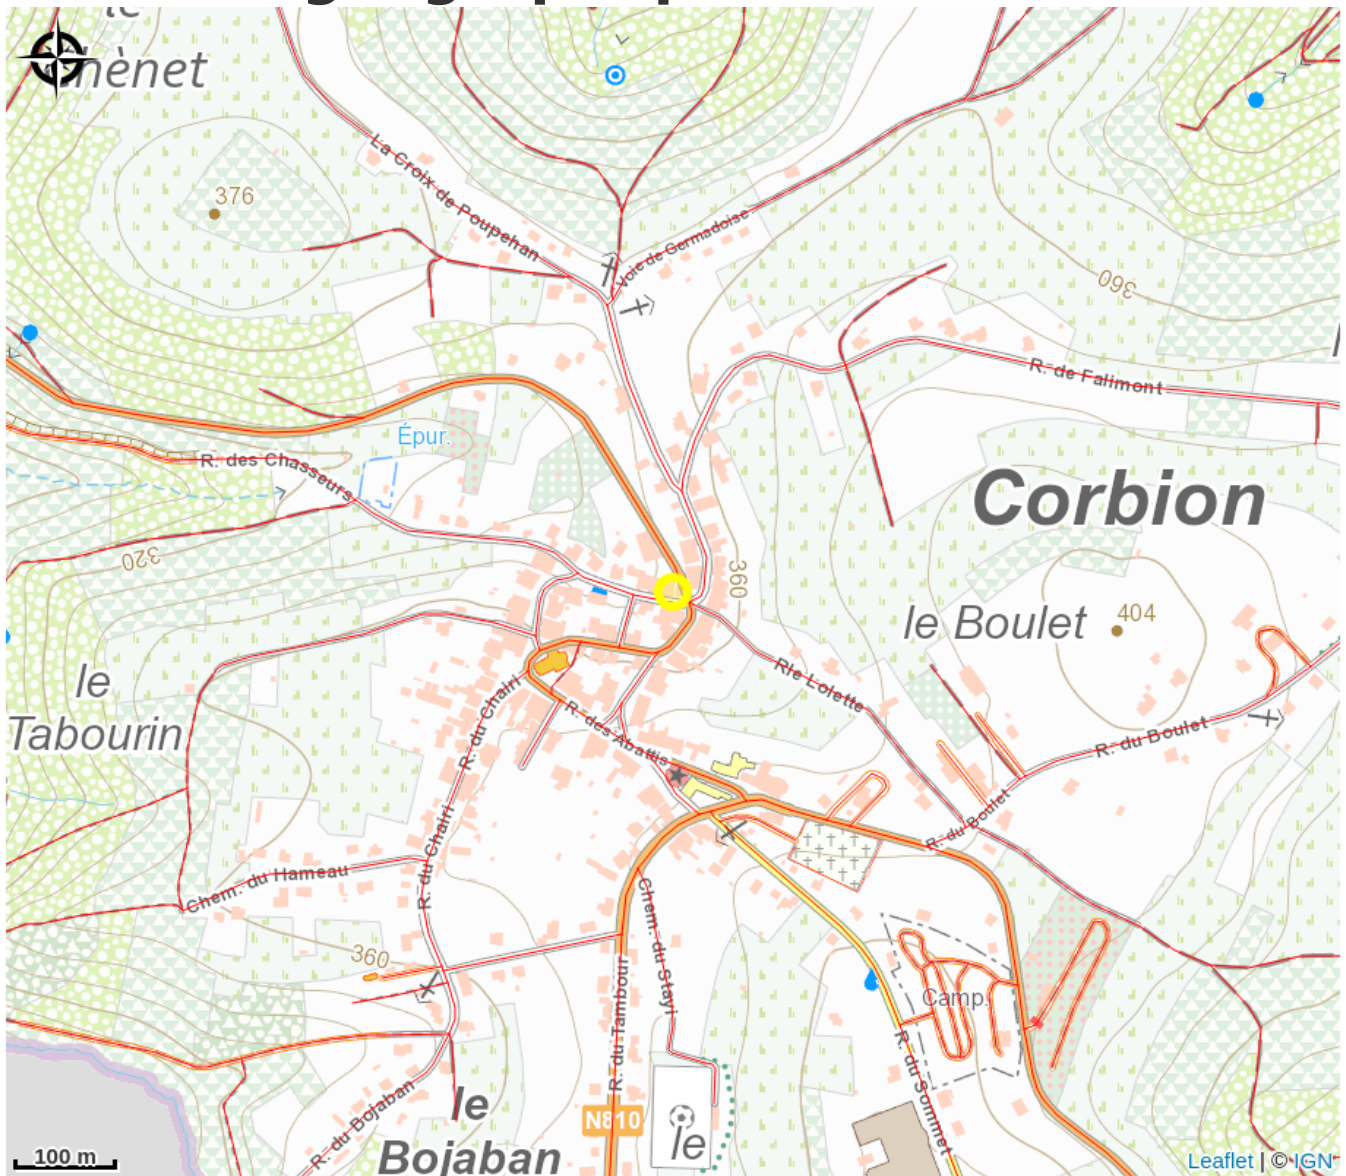 le
hènet
376
La Croix de Poupehan
Voie de Germadoise
360
R. de Falimont
Épur.
R. des Chasseurs
Corbion
320
360
le Boulet
404
le
Tabourin
Rle Lolette
R. du Chairi
R. des Abattis
R. du Boulet
R. du Boulet
R. du Chairi
Chem. du Hameau
Chem. du Stayi
360
Camp.
R. du Tambour
R. du Sommet
R. du Bojaban
le
Bojaban
N810
le
100 m
Leaflet | © IGN